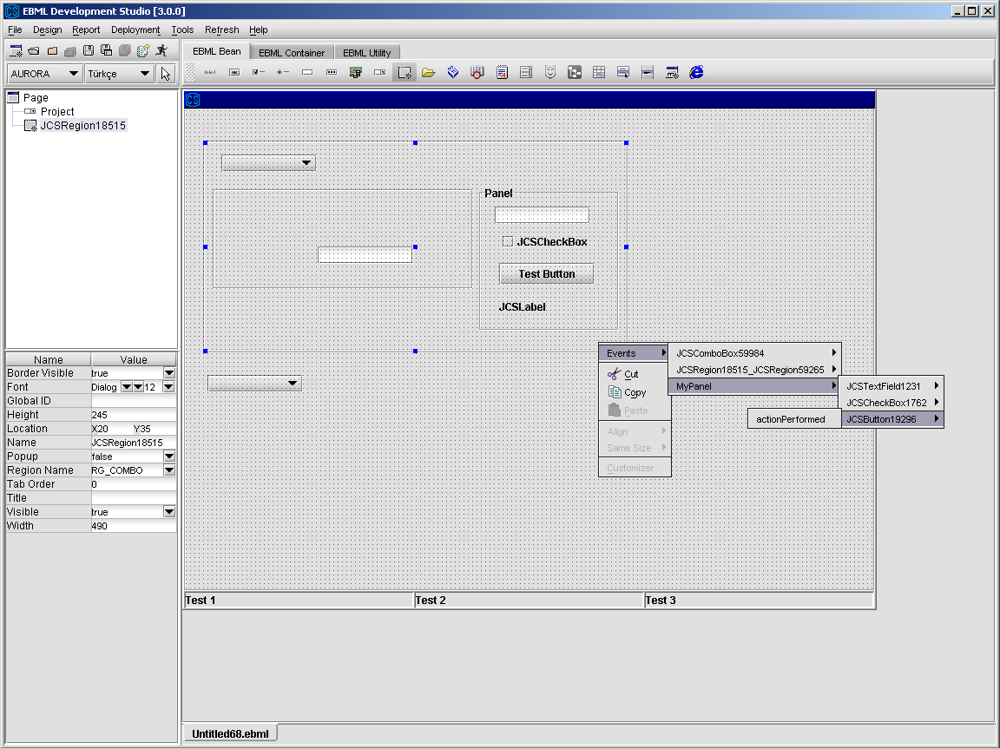 EBML Development Studio [3.0.0]
File Design Report Deployment Tools Refresh Help
EBML Bean EBML Container EBML Utility
AURORA Türkçe
Page
Project
JCSRegion18515
CS
Panel
JCSCheckBox
Test Button
JCSLabel
Events
Cut
Copy
Paste
Align
Same Size
Customizer
JCSComboBox59984
JCSRegion18515_JCSRegion59265
MyPanel
JCSTextField1231
JCSCheckBox1762
JCSButton19296
actionPerformed
Name Value
Border Visible true
Font Dialog 12
Global ID
Height 245
Location X20 Y35
Name JCSRegion18515
Popup false
Region Name RG_COMBO
Tab Order 0
Title
Visible true
Width 490
Test 1 Test 2 Test 3
Untitled68.ebml